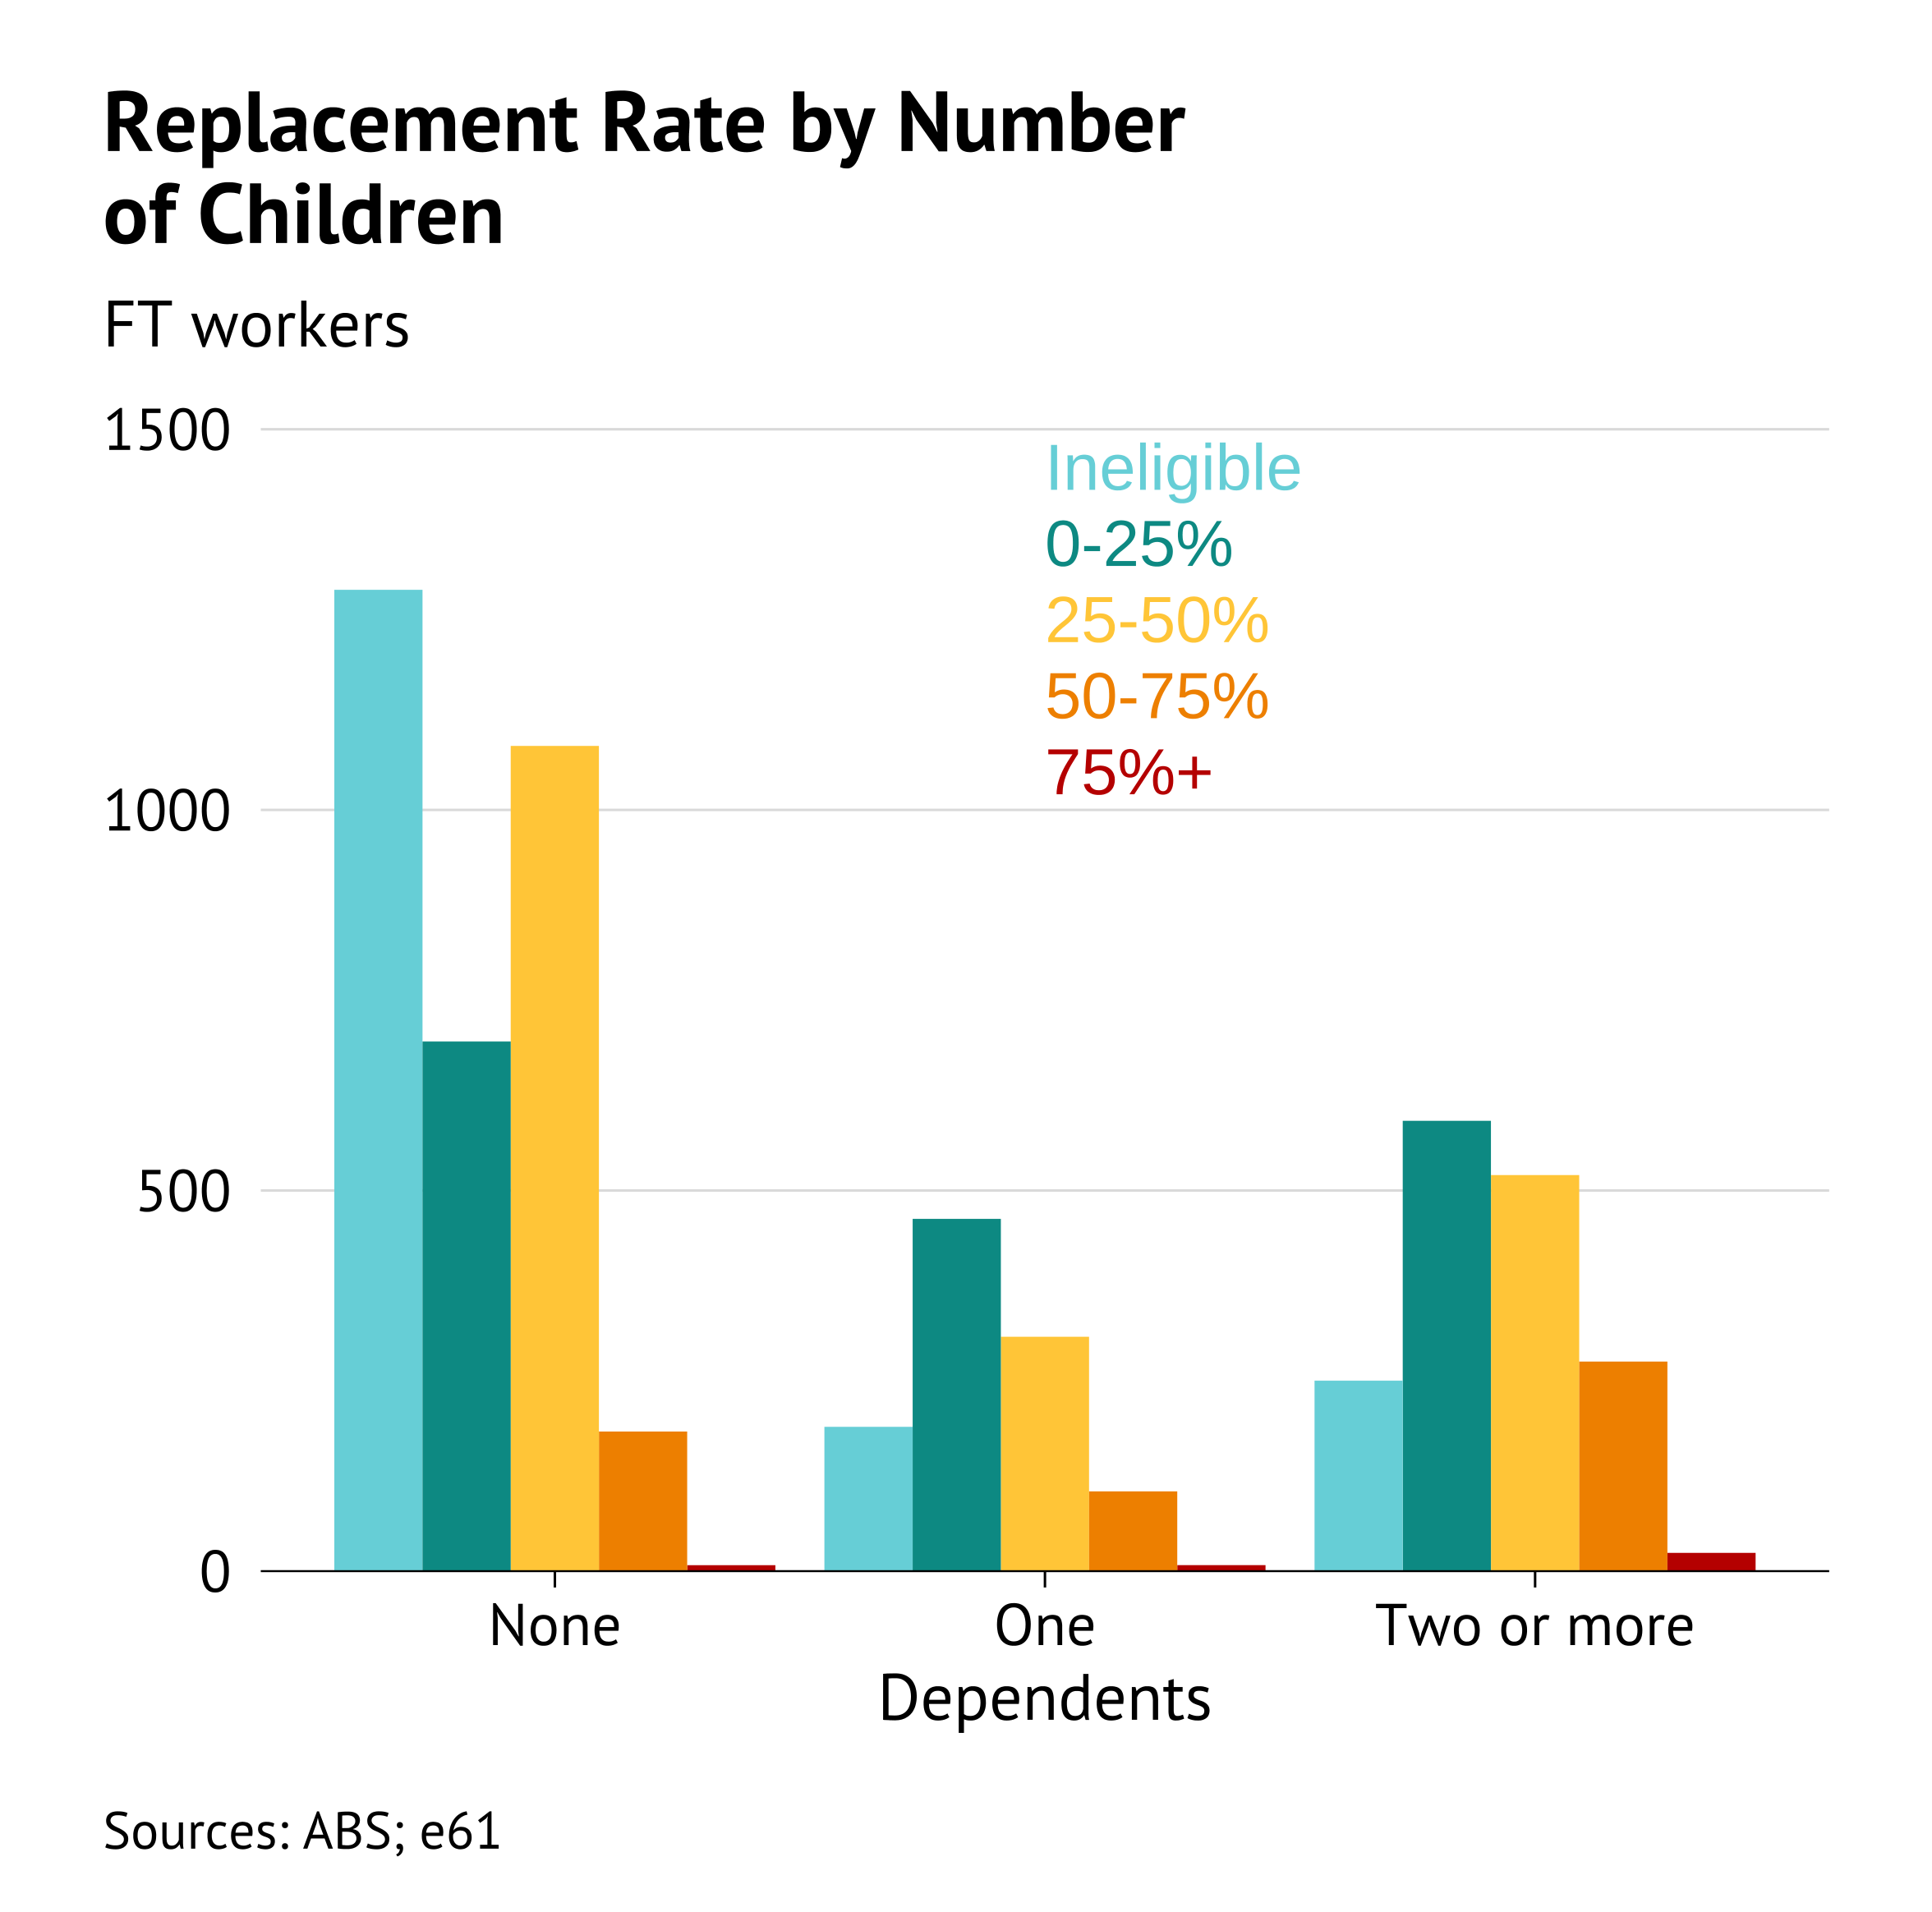 Replacement Rate by Number
of Children
FT workers
1500
Ineligible
0-25%
25-50%
50-75%
75%+
1000
500
0
None One Two or more
Dependents
Sources: ABS; e61